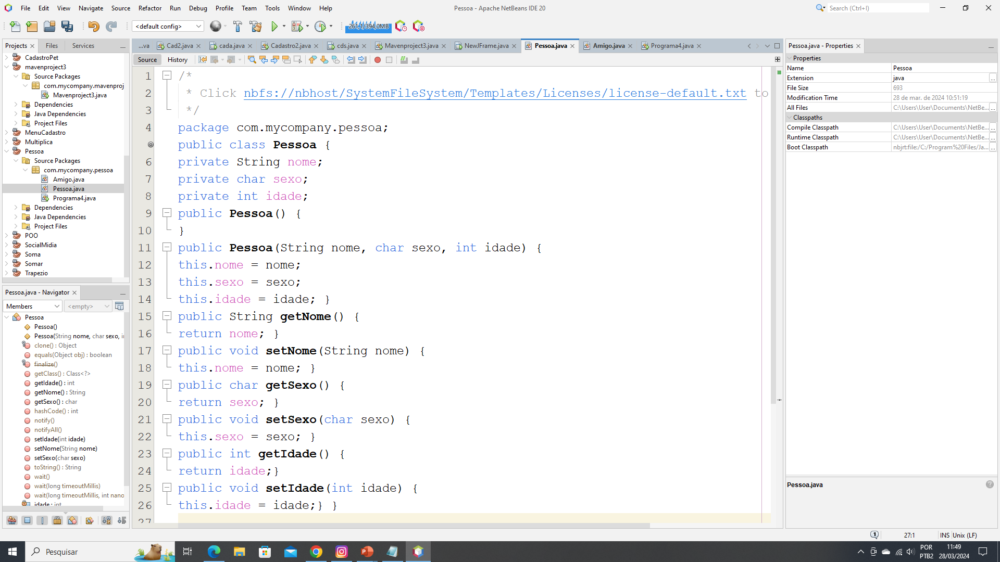 File Edit View Navigate Source Refactor Run Debug Profile Team Tools Window Help
Pessoa - Apache NetBeans IDE 20
Search (Ctrl+I)
<default config>
261,1/394,0MB
Projects Files Services
CadastroPet
mavenproject3
Source Packages
com.mycompany.mavenproj
Mavenproject3.java
Dependencies
Java Dependencies
Project Files
MenuCadastro
Multiplica
Pessoa
Source Packages
com.mycompany.pessoa
Amigo.java
Pessoa.java
Programa4.java
Dependencies
Java Dependencies
Project Files
POO
SocialMidia
Soma
Somar
Trapezio
Pessoa.java - Navigator
Members <empty>
Pessoa
Pessoa()
Pessoa(String nome, char sexo, i
clone() : Object
equals(Object obj) : boolean
finalize()
getClass() : Class<?>
getIdade() : int
getNome() : String
getSexo() : char
hashCode() : int
notify()
notifyAll()
setIdade(int idade)
setNome(String nome)
setSexo(char sexo)
toString() : String
wait()
wait(long timeoutMillis)
wait(long timeoutMillis, int nano
idade : int
...va Cad2.java cada.java Cadastro2.java cds.java Mavenproject3.java NewJFrame.java Pessoa.java Amigo.java Programa4.java
Source History
1 /*
2 * Click nbfs://nbhost/SystemFileSystem/Templates/Licenses/license-default.txt to
3 */
4 package com.mycompany.pessoa;
public class Pessoa {
6 private String nome;
7 private char sexo;
8 private int idade;
9 public Pessoa() {
10 }
11 public Pessoa(String nome, char sexo, int idade) {
12 this.nome = nome;
13 this.sexo = sexo;
14 this.idade = idade; }
15 public String getNome() {
16 return nome; }
17 public void setNome(String nome) {
18 this.nome = nome; }
19 public char getSexo() {
20 return sexo; }
21 public void setSexo(char sexo) {
22 this.sexo = sexo; }
23 public int getIdade() {
24 return idade;}
25 public void setIdade(int idade) {
26 this.idade = idade;} }
27
Pessoa.java - Properties
Properties
Name Pessoa
Extension java ...
File Size 693
Modification Time 28 de mar. de 2024 10:51:19
All Files C:\Users\User\Documents\NetBe... ...
Classpaths
Compile Classpath C:\Users\User\Documents\NetBe... ...
Runtime Classpath C:\Users\User\Documents\NetBe... ...
Boot Classpath nbjrt:file:/C:/Program%20Files/Ja... ...
Pessoa.java
1 27:1 INS Unix (LF)
Pesquisar
POR
PTB2
11:49
28/03/2024